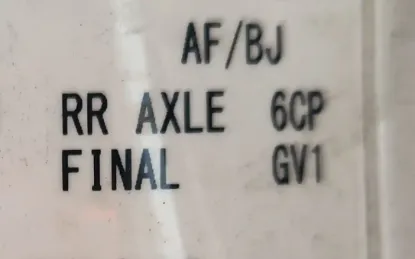 AF/BJ
RR AXLE 6CP
FINAL GV1